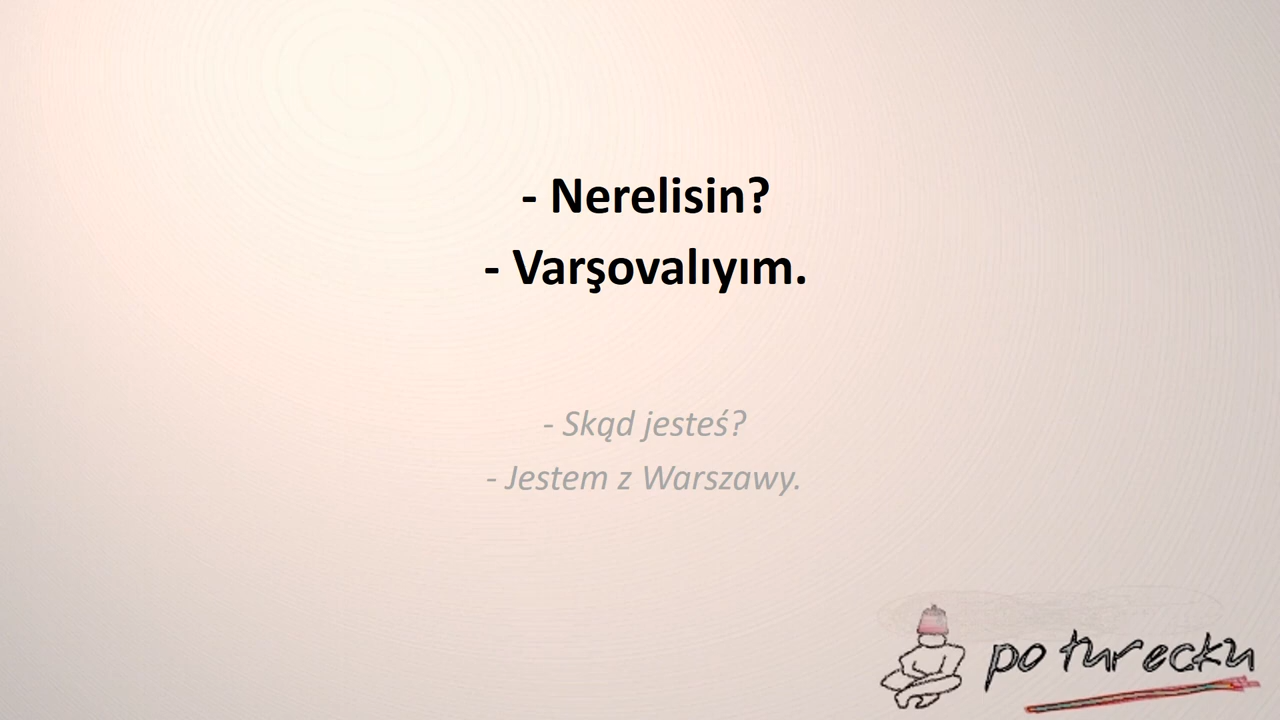 - Nerelisin?
- Varşovalıyım.
- Skąd jesteś?
- Jestem z Warszawy.
po turecku